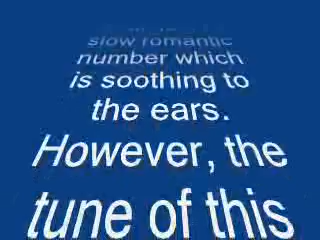 slow romantic
number which
is soothing to
the ears.
However, the
tune of this